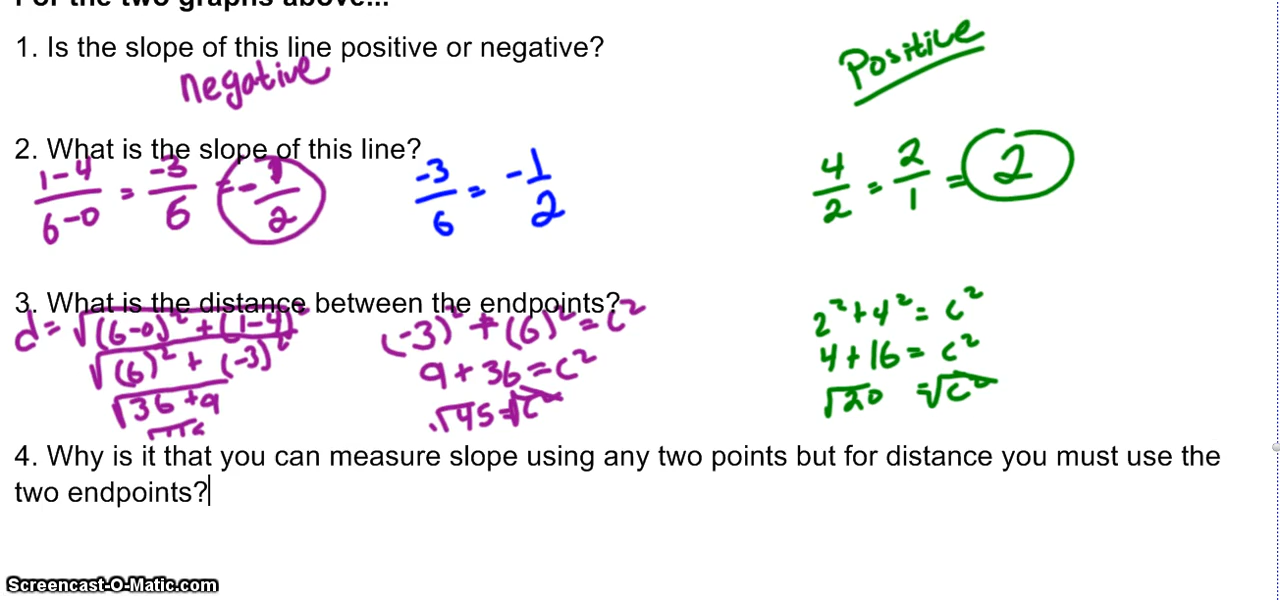 For the two graphs above...
1. Is the slope of this line positive or negative?
negative
Positive
2. What is the slope of this line?
1-4/6-0 = -3/6 = -1/2
-3/6 = -1/2
4/2 = 2/1 = 2
3. What is the distance between the endpoints?
d= √(6-0)² + (1-4)²
√(6)² + (-3)²
√36+9
(-3)² + (6)² = c²
9 + 36 = c²
√45 = √c²
2² + 4² = c²
4 + 16 = c²
√20 = √c²
4. Why is it that you can measure slope using any two points but for distance you must use the
two endpoints?
Screencast-O-Matic.com